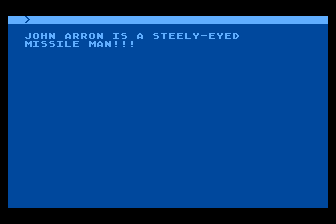 >
JOHN ARRON IS A STEELY-EYED
MISSILE MAN!!!